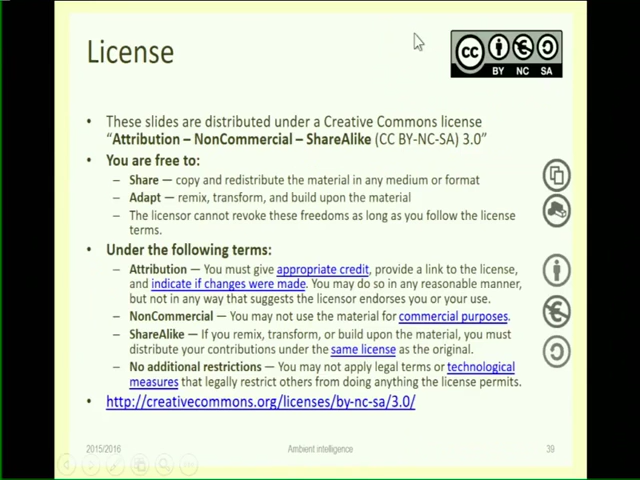 License
cc
BY NC SA
• These slides are distributed under a Creative Commons license
“Attribution – NonCommercial – ShareAlike (CC BY-NC-SA) 3.0”
• You are free to:
– Share — copy and redistribute the material in any medium or format
– Adapt — remix, transform, and build upon the material
– The licensor cannot revoke these freedoms as long as you follow the license
terms.
• Under the following terms:
– Attribution — You must give appropriate credit, provide a link to the license,
and indicate if changes were made. You may do so in any reasonable manner,
but not in any way that suggests the licensor endorses you or your use.
– NonCommercial — You may not use the material for commercial purposes.
– ShareAlike — If you remix, transform, or build upon the material, you must
distribute your contributions under the same license as the original.
– No additional restrictions — You may not apply legal terms or technological
measures that legally restrict others from doing anything the license permits.
• http://creativecommons.org/licenses/by-nc-sa/3.0/
2015/2016 Ambient intelligence 39